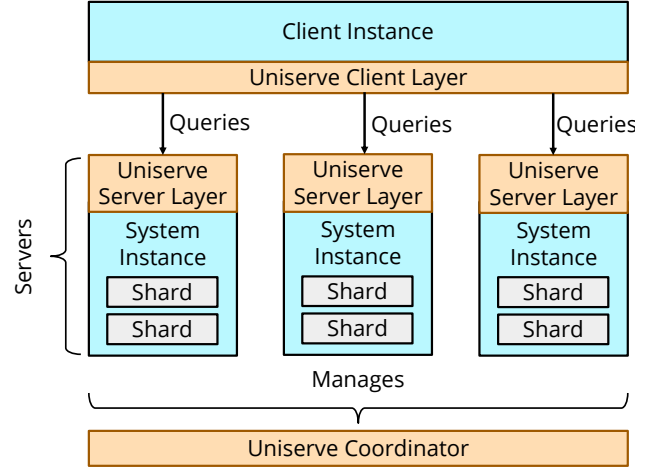 Client Instance
Uniserve Client Layer
Queries
Queries
Queries
Servers
Uniserve
Server Layer
System
Instance
Shard
Shard
Uniserve
Server Layer
System
Instance
Shard
Shard
Uniserve
Server Layer
System
Instance
Shard
Shard
Manages
Uniserve Coordinator